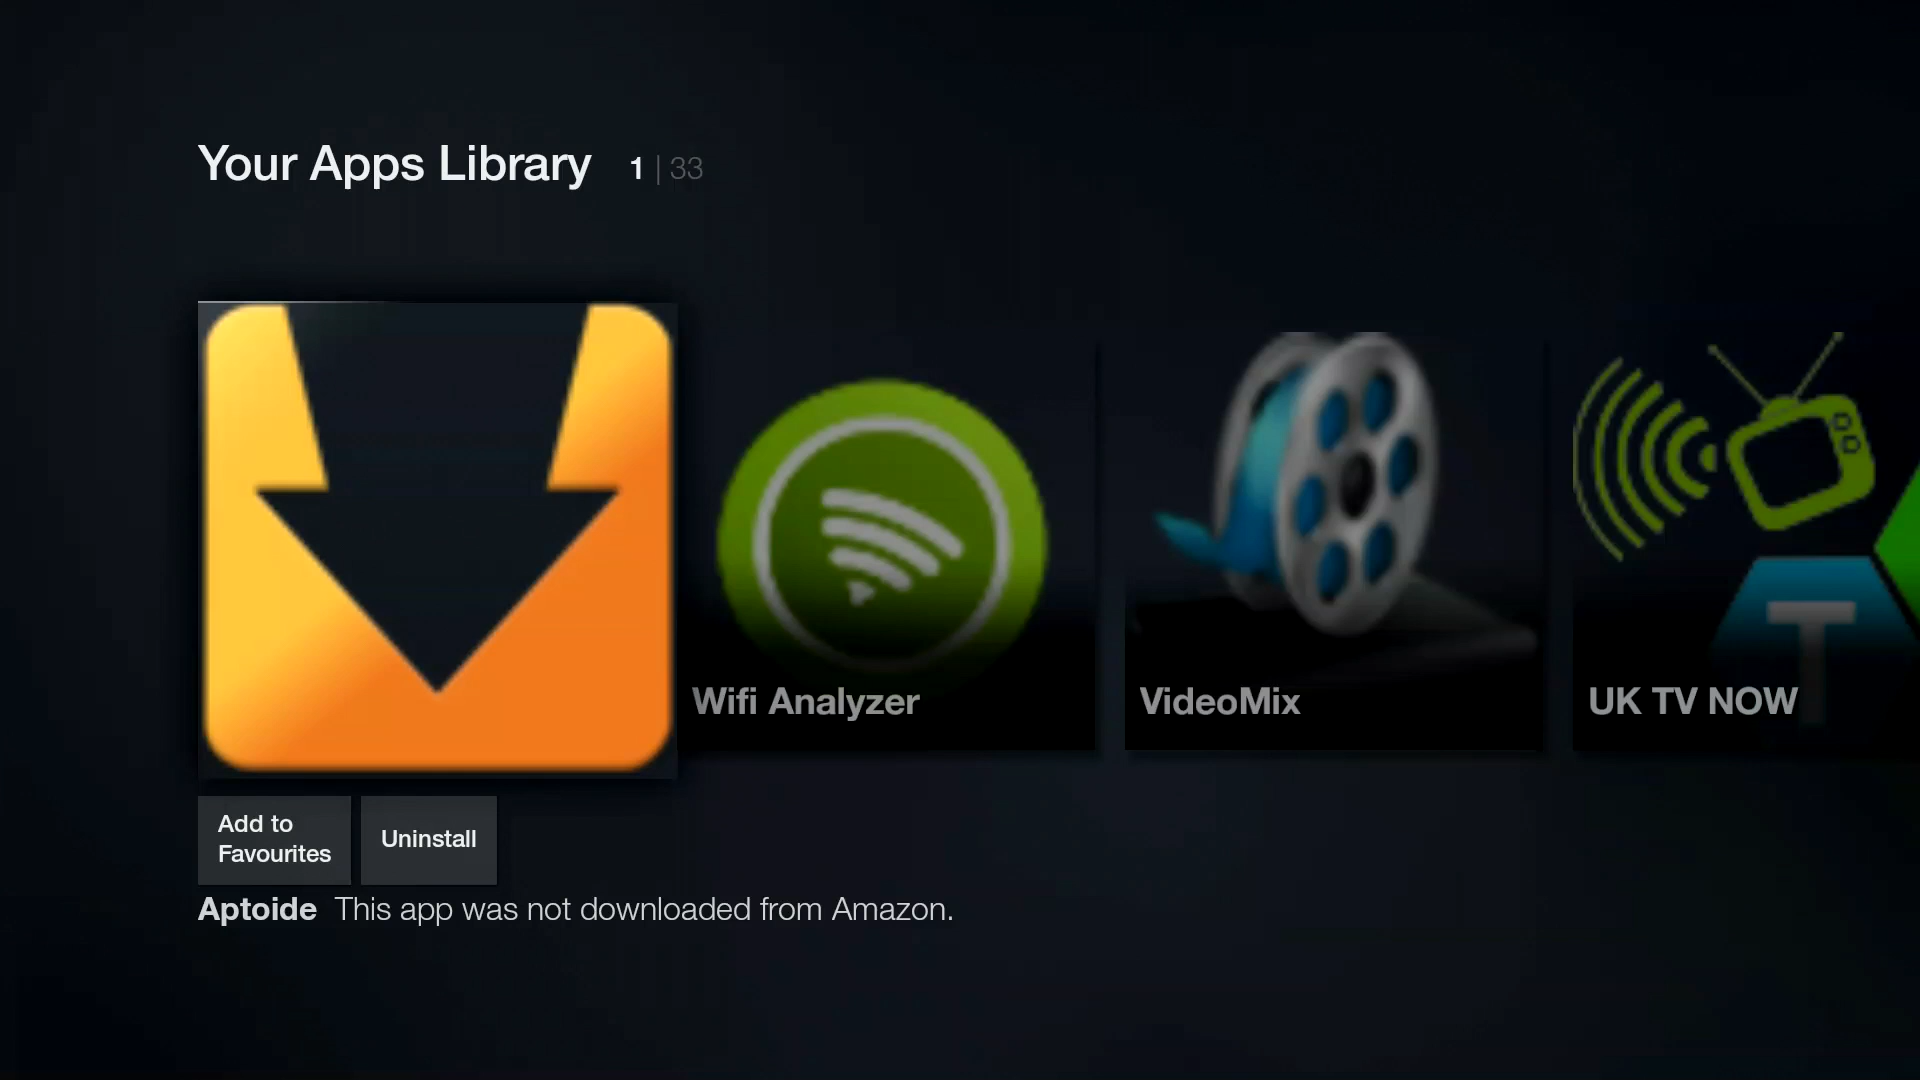 Your Apps Library 1 | 33
Wifi Analyzer
VideoMix
T
UK TV NOW
Add to
Favourites
Uninstall
Aptoide This app was not downloaded from Amazon.